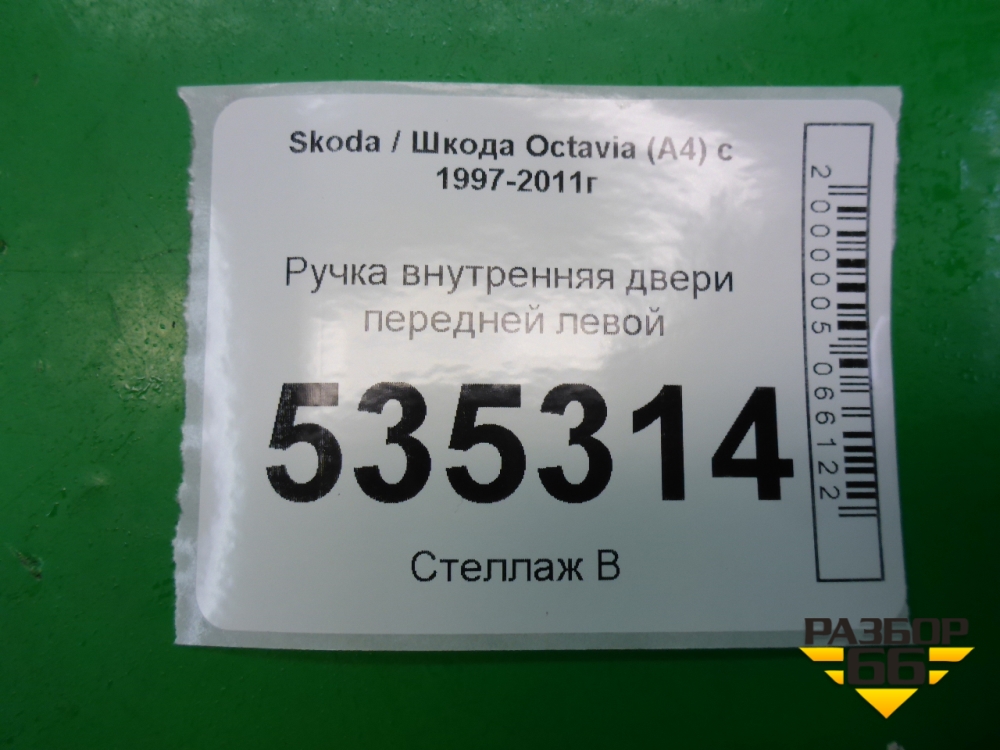 Skoda / Шкода Octavia (A4) с
1997-2011г
Ручка внутренняя двери
передней левой
535314
Стеллаж В
2000005066122
РАЗБОР
66